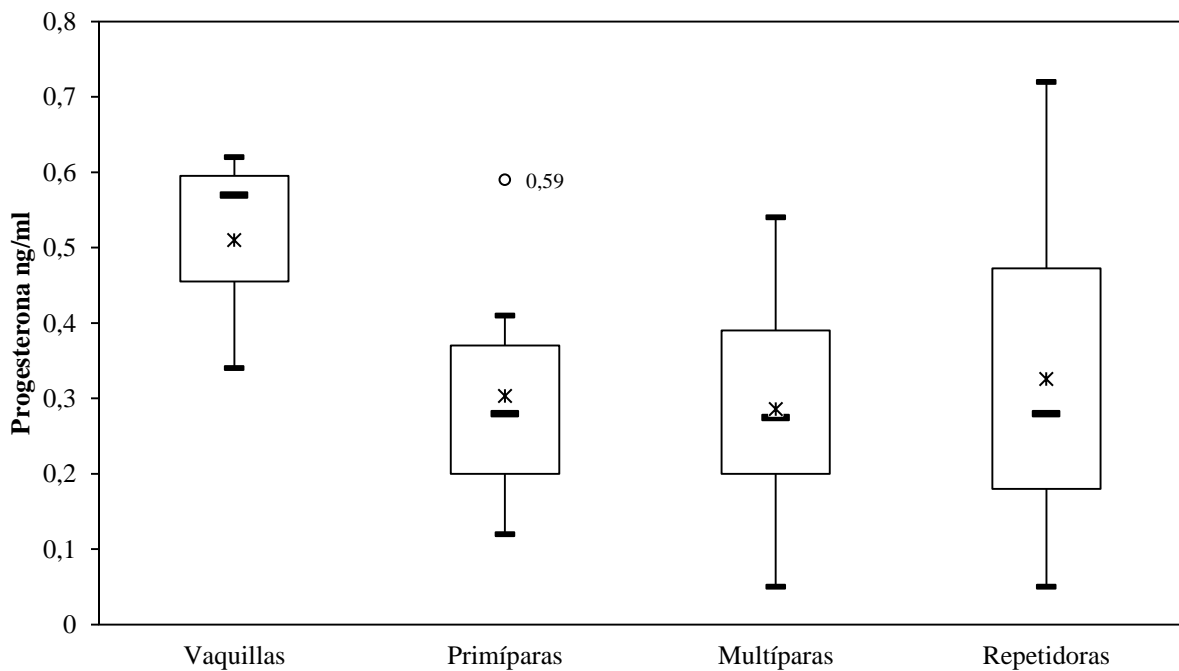 0,8
0,7
0,6
0,5
0,4
0,3
0,2
0,1
0
Progesterona ng/ml
0,59
Vaquillas
Primíparas
Multíparas
Repetidoras